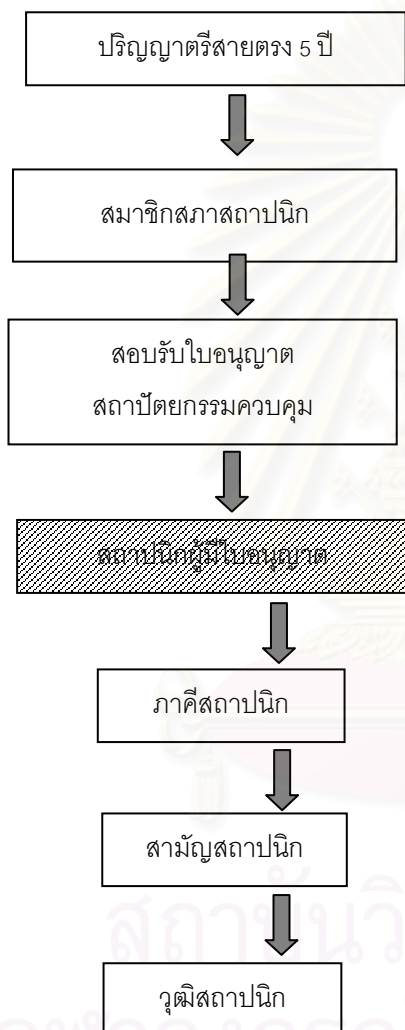 ปริญญาตรีสายตรง 5 ปี
สมาชิกสภาสถาปนิก
สอบรับใบอนุญาต
สถาปัตยกรรมควบคุม
สถาปนิกผู้มีใบอนุญาต
ภาคีสถาปนิก
สามัญสถาปนิก
วุฒิสถาปนิก